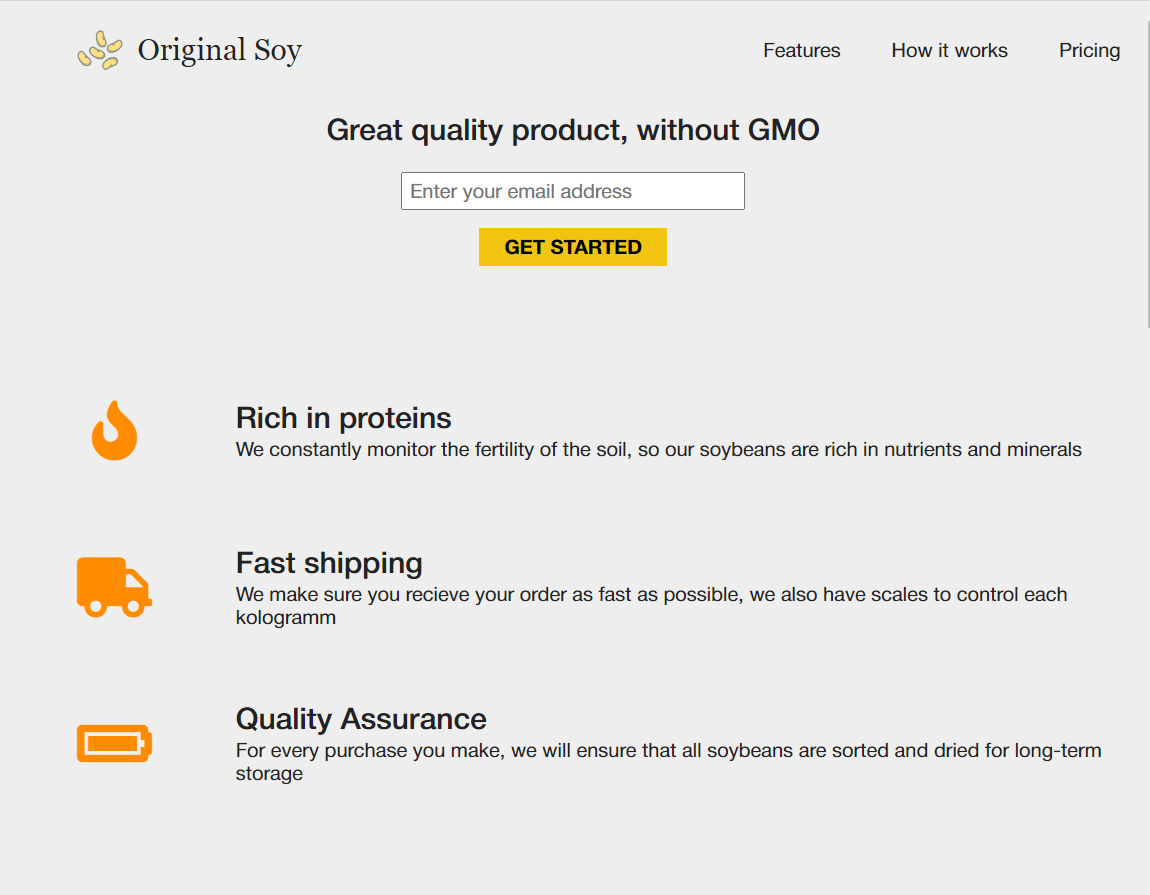 Original Soy
Features
How it works
Pricing
Great quality product, without GMO
Enter your email address
GET STARTED
Rich in proteins
We constantly monitor the fertility of the soil, so our soybeans are rich in nutrients and minerals
Fast shipping
We make sure you recieve your order as fast as possible, we also have scales to control each
kologramm
Quality Assurance
For every purchase you make, we will ensure that all soybeans are sorted and dried for long-term
storage